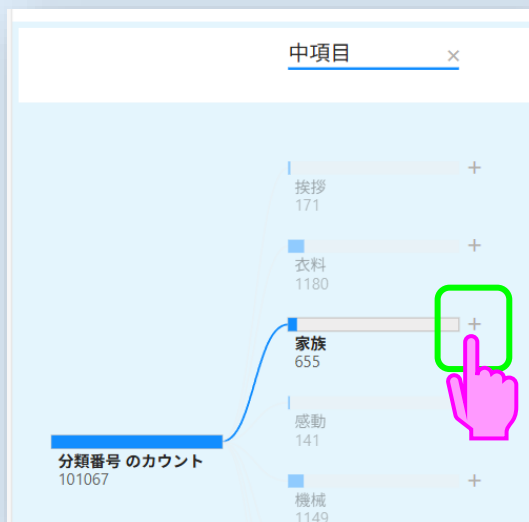 中項目 ×
挨拶
171
衣料
1180
家族
655
感動
141
分類番号 のカウント
101067
機械
1149